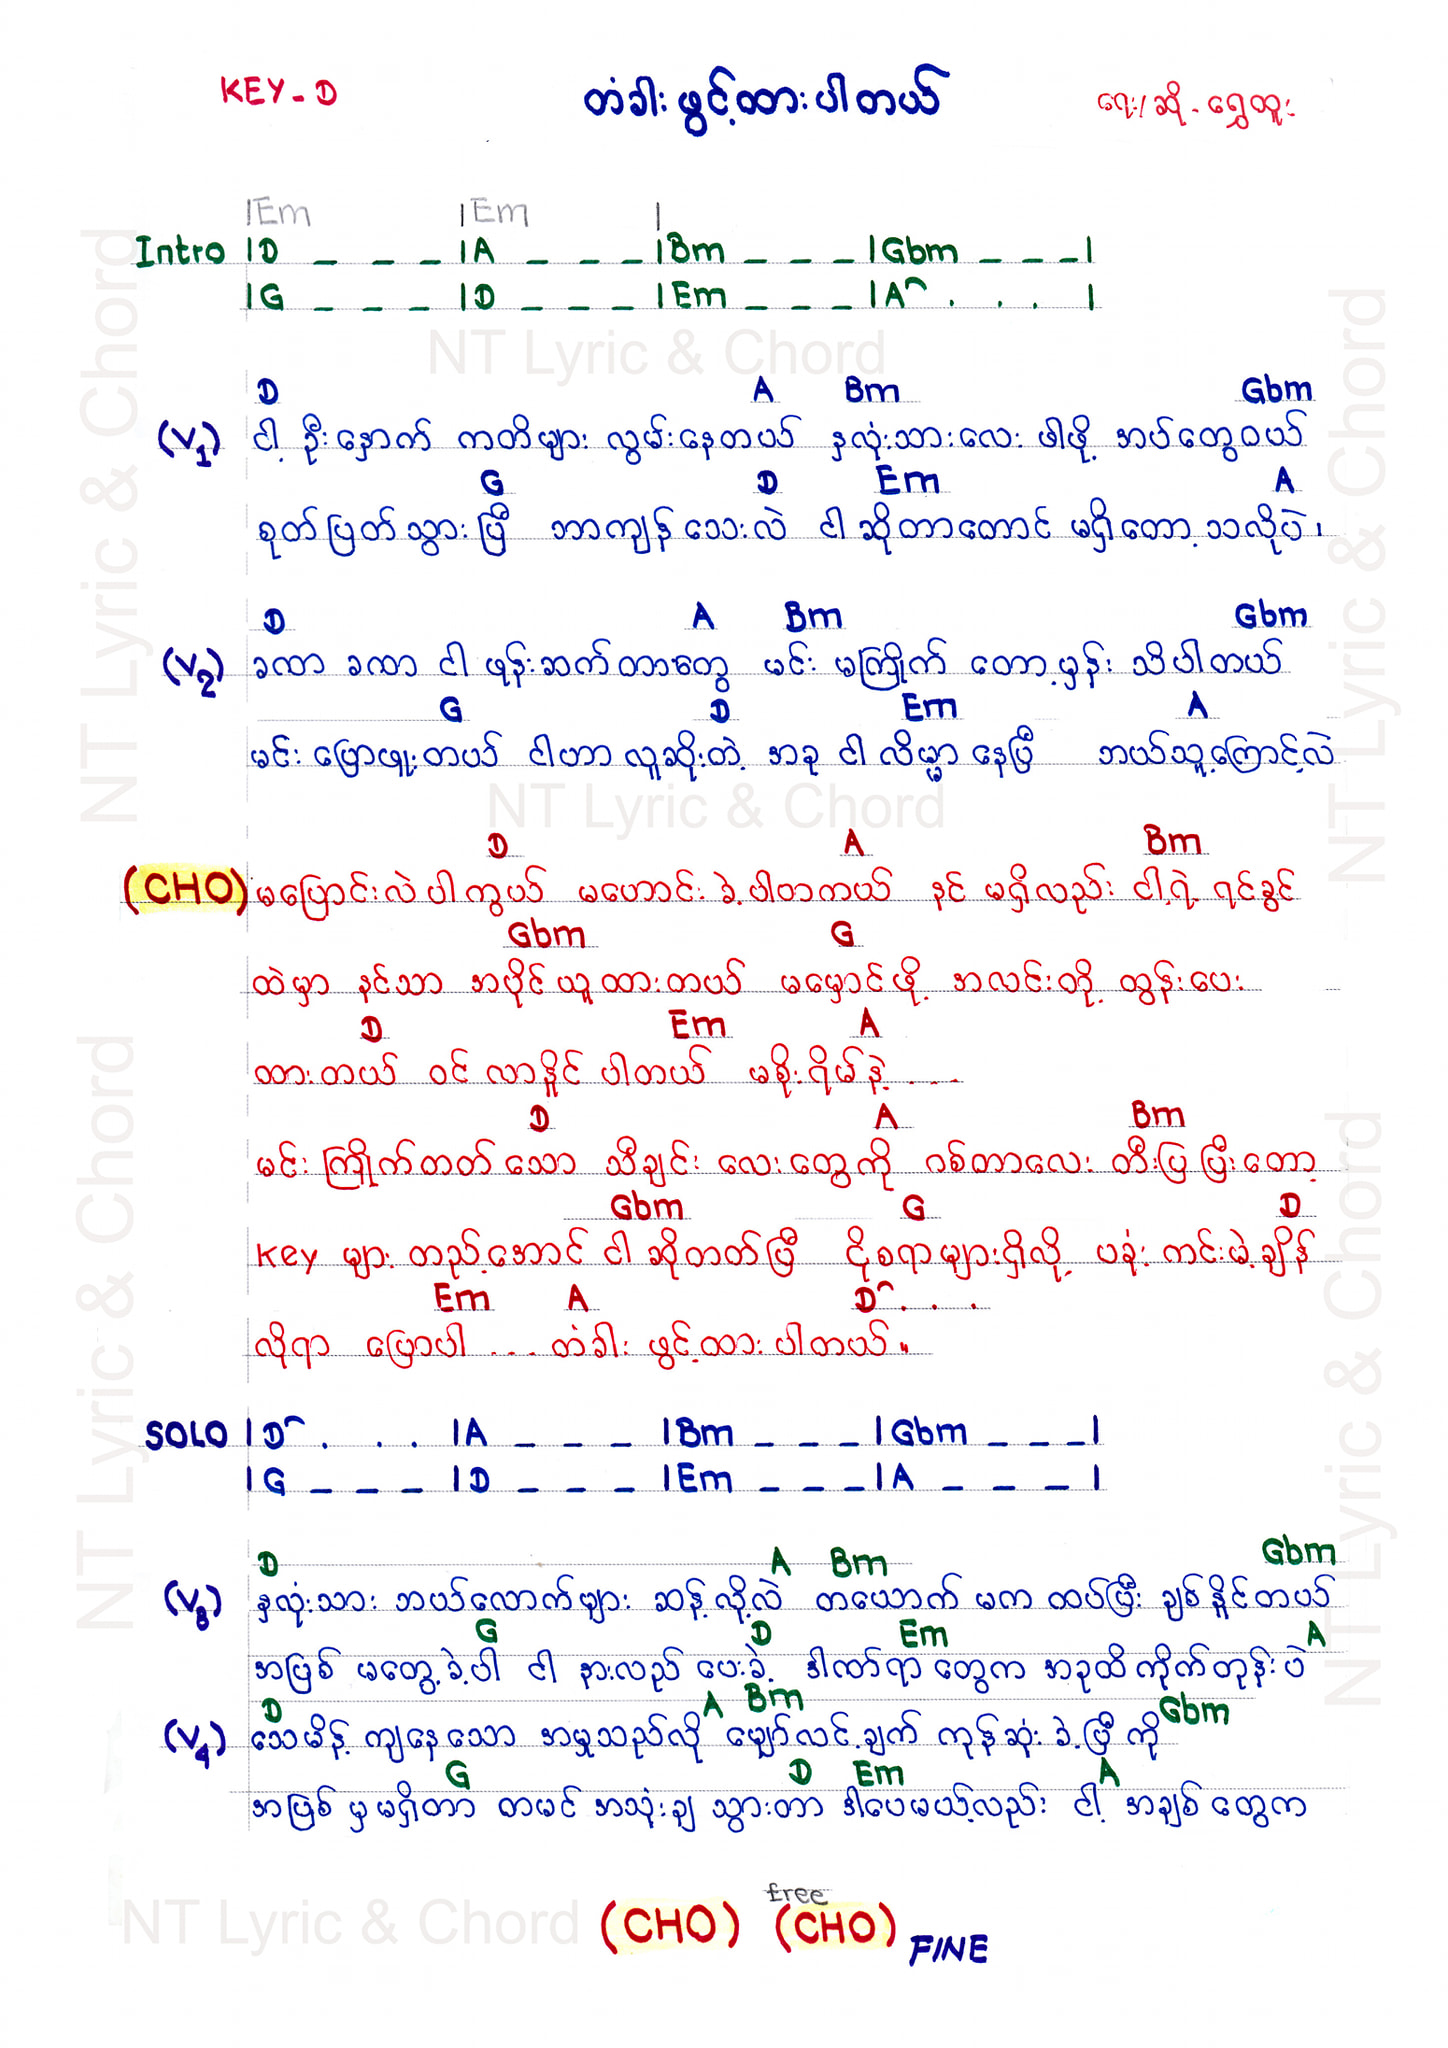 KEY - D
တံခါးဖွင့်ထားပါတယ်
ရေး/ဆို - ရွှေထူး
|Em |Em |
Intro |D _ _ _ |A _ _ _ |Bm _ _ _ |Gbm _ _ _|
|G _ _ _ |D _ _ _ |Em _ _ _ |A^ . . . |
NT Lyric & Chord
D A Bm Gbm
(V1) ငါ့ ဦးနှောက် ကတိများ လွှမ်းနေတယ် နှလုံးသားလေး ဖါဖို့ အပ်တွေဝယ်
G D Em A
စုတ်ပြတ်သွားပြီ ဘာကျန်သေးလဲ ငါဆိုတာတောင် မရှိတော့သလိုပဲ၊
D A Bm Gbm
(V2) ခဏ ခဏ ငါ ဖုန်းဆက်တာတွေ မင်း မကြိုက် တော့မှန်း သိပါတယ်
G D Em A
မင်း ပြောဖူးတယ် ငါဟာ လူဆိုးတဲ့ အခု ငါ လိမ္မာ နေပြီ ဘယ်သူ့ကြောင့်လဲ
NT Lyric & Chord
D A Bm
(CHO) မပြောင်းလဲပါကွယ် မဟောင်းခဲ့ပါတကယ် နင် မရှိလည်း ငါ့ရဲ့ ရင်ခွင်
Gbm G
ထဲမှာ နင်သာ အပိုင်ယူထားတယ် မမှောင်ဖို့ အလင်းတို့ ထွန်းပေး
D Em A
ထားတယ် ဝင်လာနိူင်ပါတယ် မစိုးရိမ်နဲ့ ....
D A Bm
မင်း ကြိုက်တတ်သော သီချင်း လေးတွေကို ဂစ်တာလေး တီးပြပြီးတော့
Gbm G D
Key များ တည့်အောင် ငါဆိုတတ်ပြီ ငိုစရာများရှိလို့ ပခုံး ကင်းမဲ့ချိန်
Em A D^ . . .
လိုရာ ပြောပါ ... တံခါး ဖွင့်ထားပါတယ်။
SOLO |D^ . . . |A _ _ _ |Bm _ _ _ |Gbm _ _ _|
|G _ _ _ |D _ _ _ |Em _ _ _ |A _ _ _ |
D A Bm Gbm
(V3) နှလုံးသား ဘယ်လောက်များ ဆန့်လို့လဲ တယောက်မက ထပ်ပြီး ချစ်နိူင်တယ်
G D Em A
အပြစ် မတွေ့ခဲ့ပါ ငါ နားလည်ပေးခဲ့ ဒါဏ်ရာတွေက အခုထိကိုက်တုန်းပဲ
D A Bm Gbm
(V4) သေမိန့်ကျနေသော အမှုသည်လို မျှော်လင့်ချက် ကုန်ဆုံးခဲ့ပြီ ကို
G D Em A
အပြစ်မှမရှိတာ တမင်အသုံးချ သွားတာ ဒါပေမယ့်လည်း ငါ့ အချစ်တွေက
NT Lyric & Chord
free
(CHO) (CHO) FINE
NT Lyric & Chord
NT Lyric & Chord
NT Lyric & Chord
NT Lyric & Chord